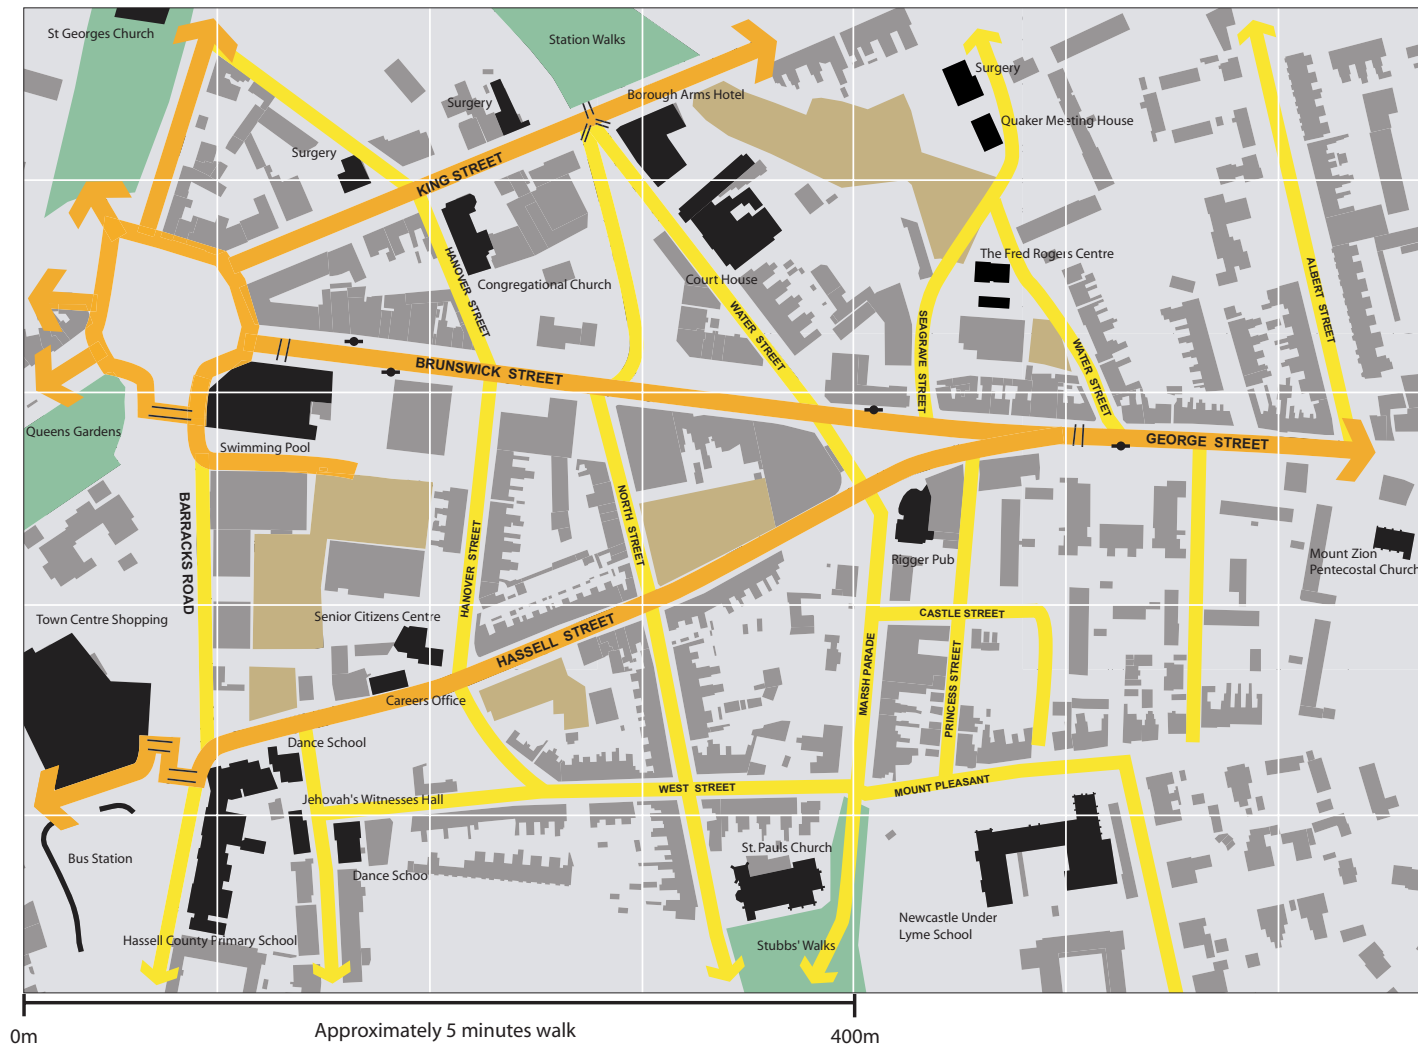 St Georges Church
Station Walks
Surgery
Borough Arms Hotel
Surgery
Quaker Meeting House
Surgery
KING STREET
HANOVER STREET
Congregational Church
Court House
The Fred Rogers Centre
WATER STREET
SEAGRAVE STREET
ALBERT STREET
WATER STREET
BRUNSWICK STREET
Queens Gardens
Swimming Pool
GEORGE STREET
BARRACKS ROAD
HANOVER STREET
NORTH STREET
Rigger Pub
Mount Zion
Pentecostal Church
Town Centre Shopping
Senior Citizens Centre
HASSELL STREET
CASTLE STREET
MARSH PARADE
PRINCESS STREET
Careers Office
Dance School
Jehovah's Witnesses Hall
WEST STREET
MOUNT PLEASANT
Bus Station
St. Pauls Church
Dance Schoo
Newcastle Under
Lyme School
Hassell County Primary School
Stubbs' Walks
0m
Approximately 5 minutes walk
400m